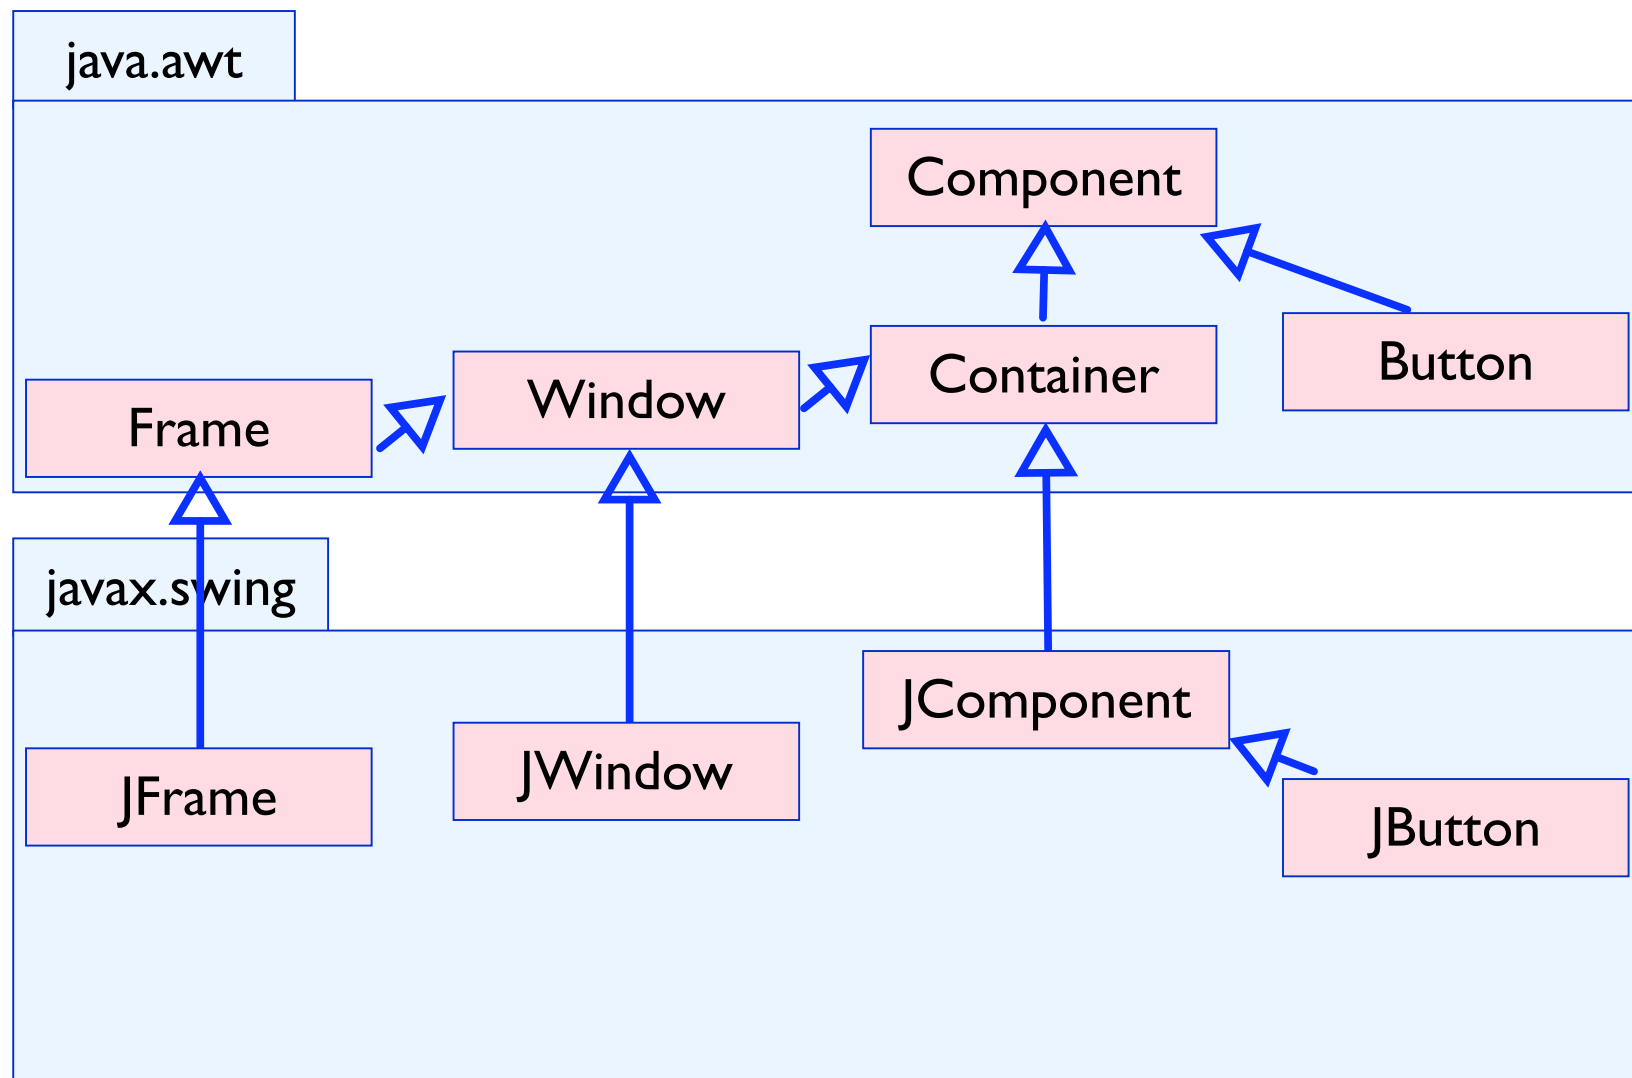 java.awt
Component
Container
Button
Window
Frame
javax.swing
JComponent
JWindow
JFrame
JButton